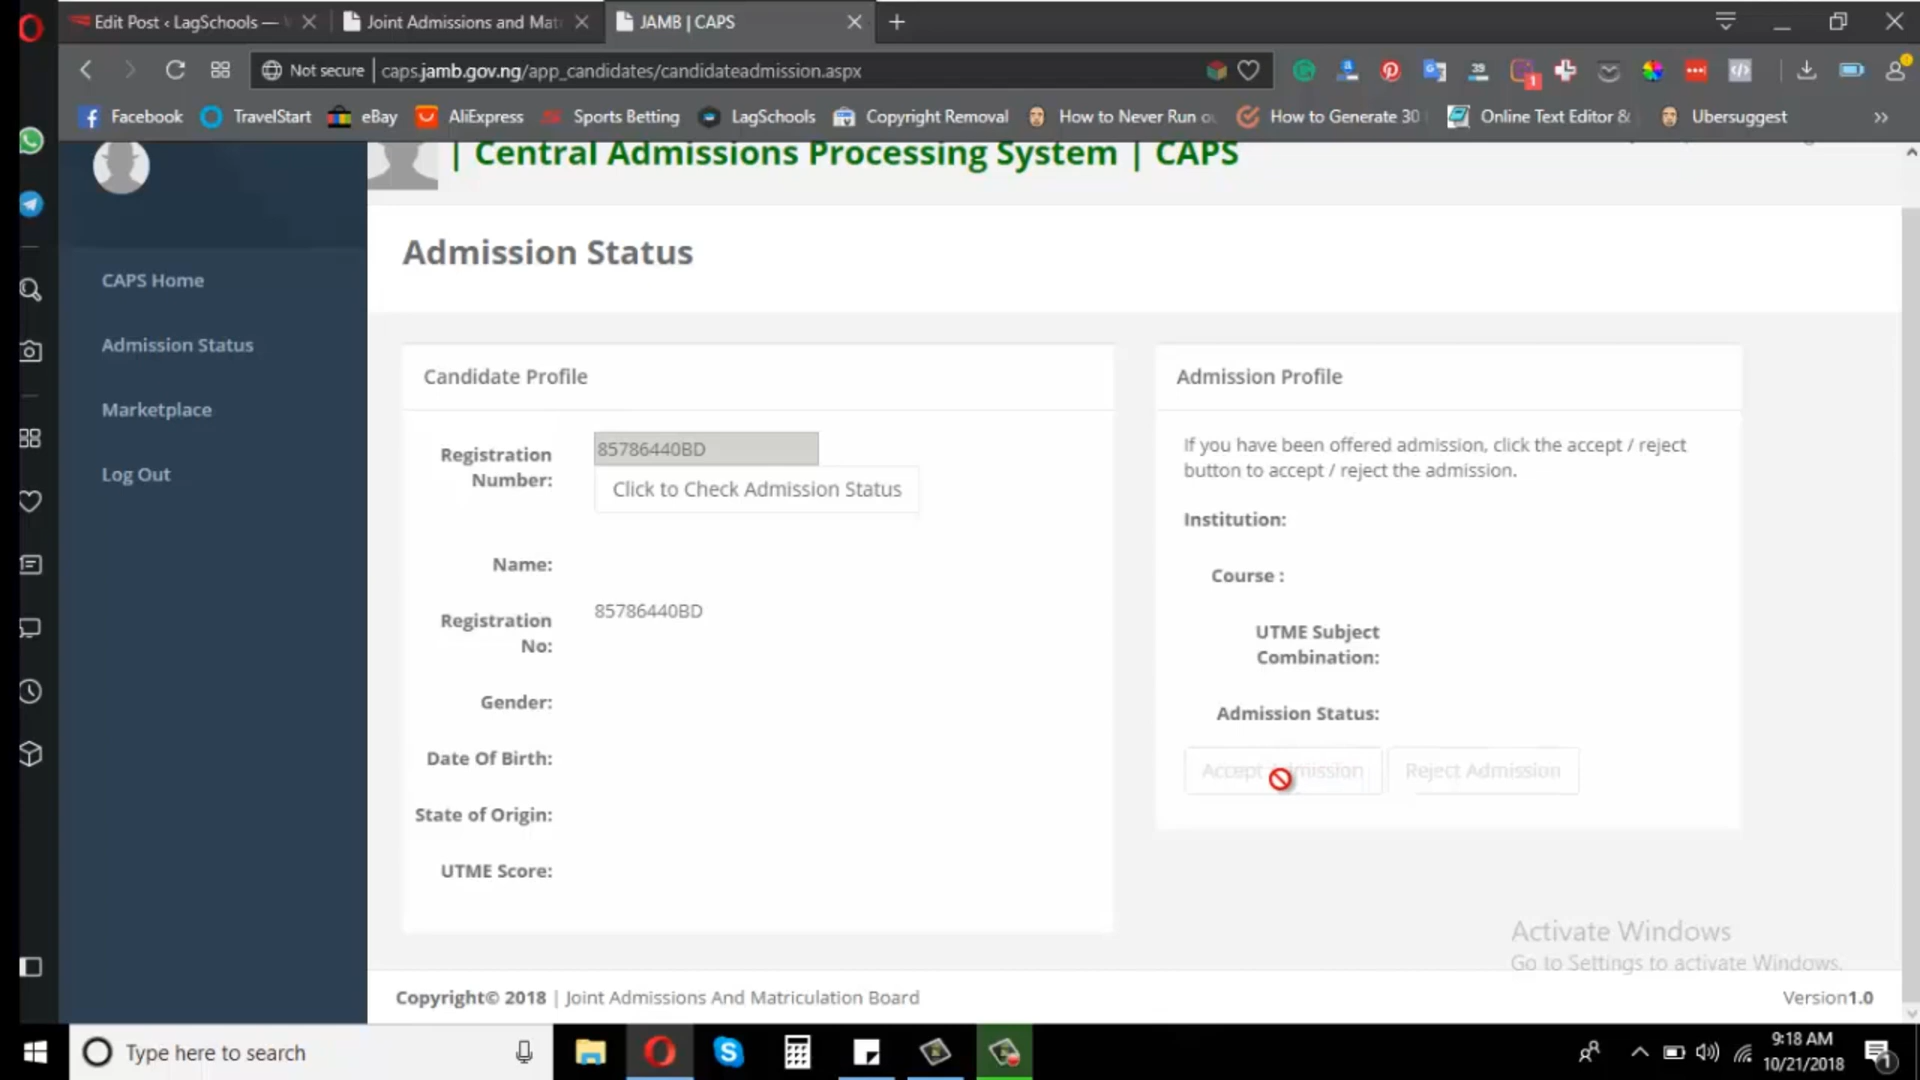 Edit Post ‹ LagSchools —
Joint Admissions and Mat
JAMB | CAPS
Not secure
caps.jamb.gov.ng/app_candidates/candidateadmission.aspx
39
1
Facebook
TravelStart
eBay
AliExpress
Sports Betting
LagSchools
Copyright Removal
How to Never Run o
How to Generate 30
Online Text Editor &
Ubersuggest
| Central Admissions Processing System | CAPS
CAPS Home
Admission Status
Marketplace
Log Out
Admission Status
Candidate Profile
Registration
Number:
85786440BD
Click to Check Admission Status
Name:
Registration
No:
85786440BD
Gender:
Date Of Birth:
State of Origin:
UTME Score:
Admission Profile
If you have been offered admission, click the accept / reject
button to accept / reject the admission.
Institution:
Course :
UTME Subject
Combination:
Admission Status:
Accept Admission
Reject Admission
Activate Windows
Go to Settings to activate Windows.
Copyright© 2018 | Joint Admissions And Matriculation Board
Version1.0
Type here to search
9:18 AM
10/21/2018
1